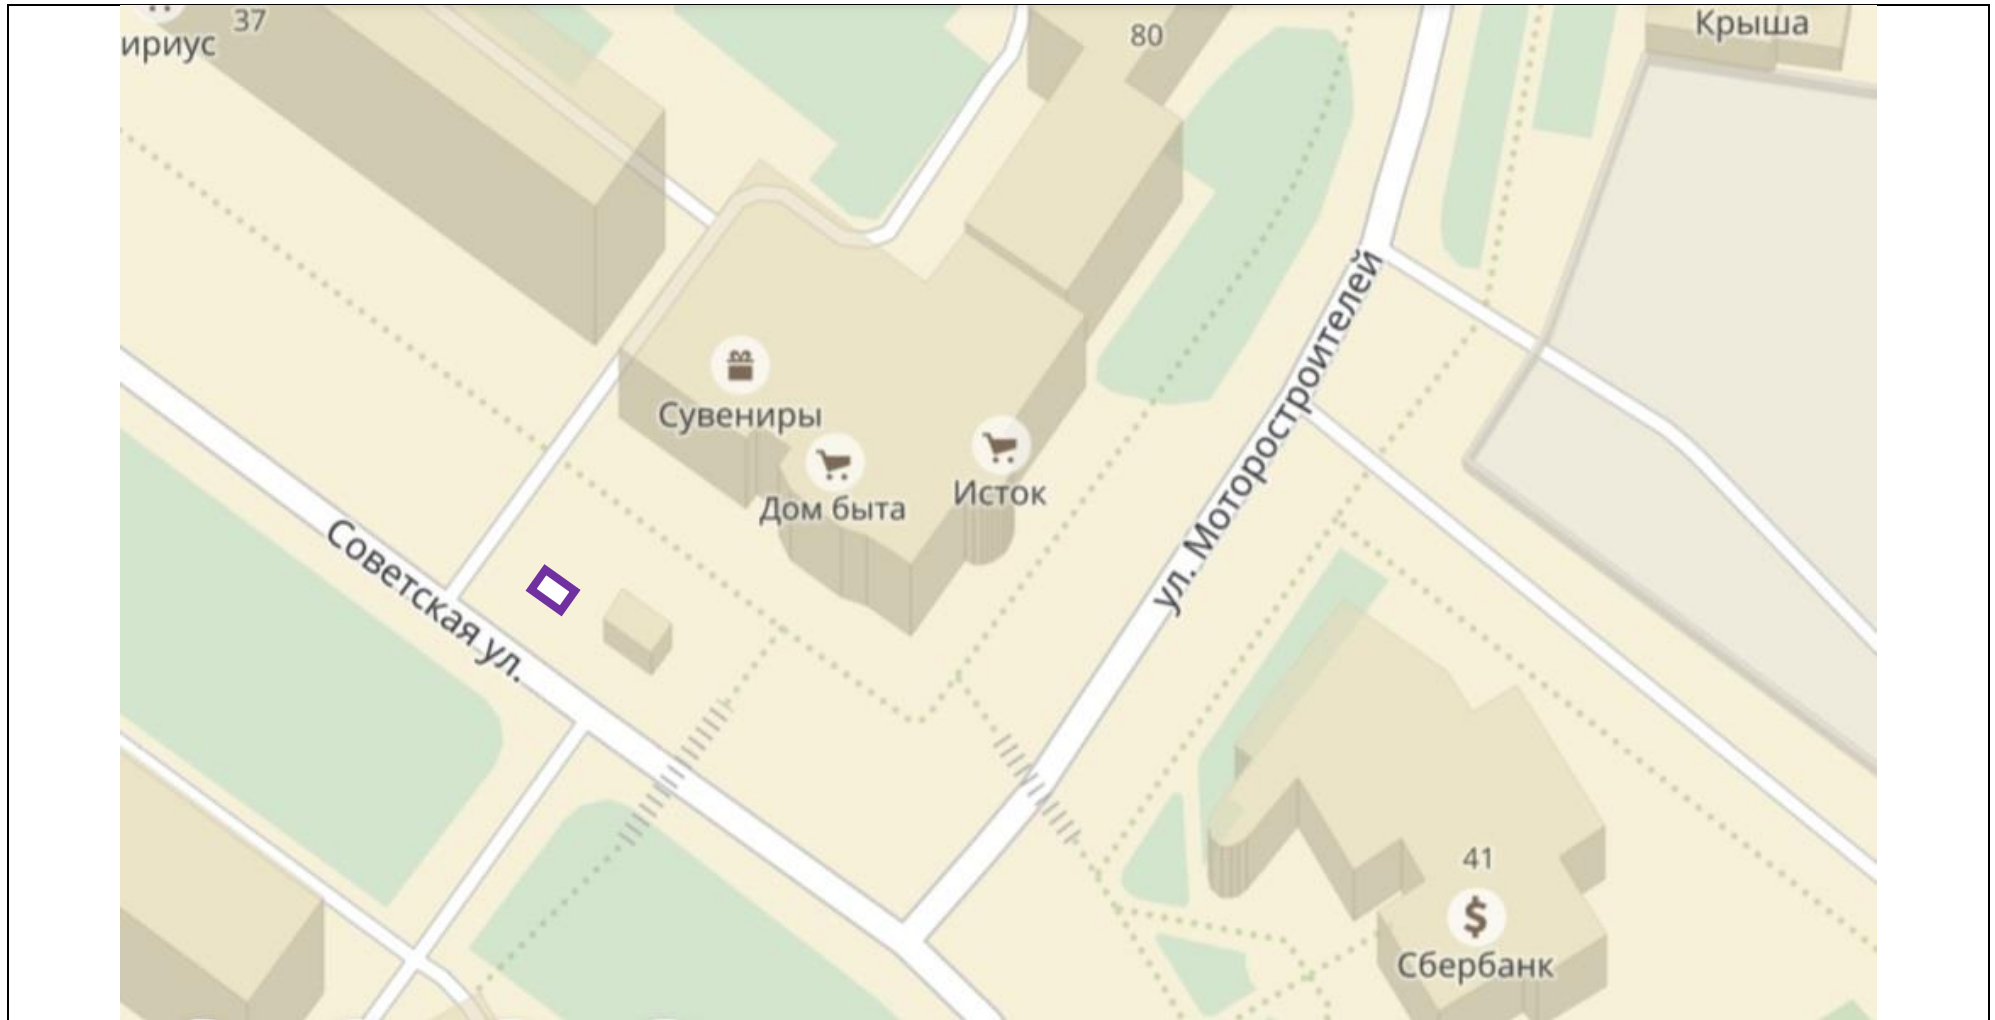 37
ириус
80
Крыша
Сувениры
Дом быта
Исток
ул. Моторостроителей
Советская ул.
41
Сбербанк